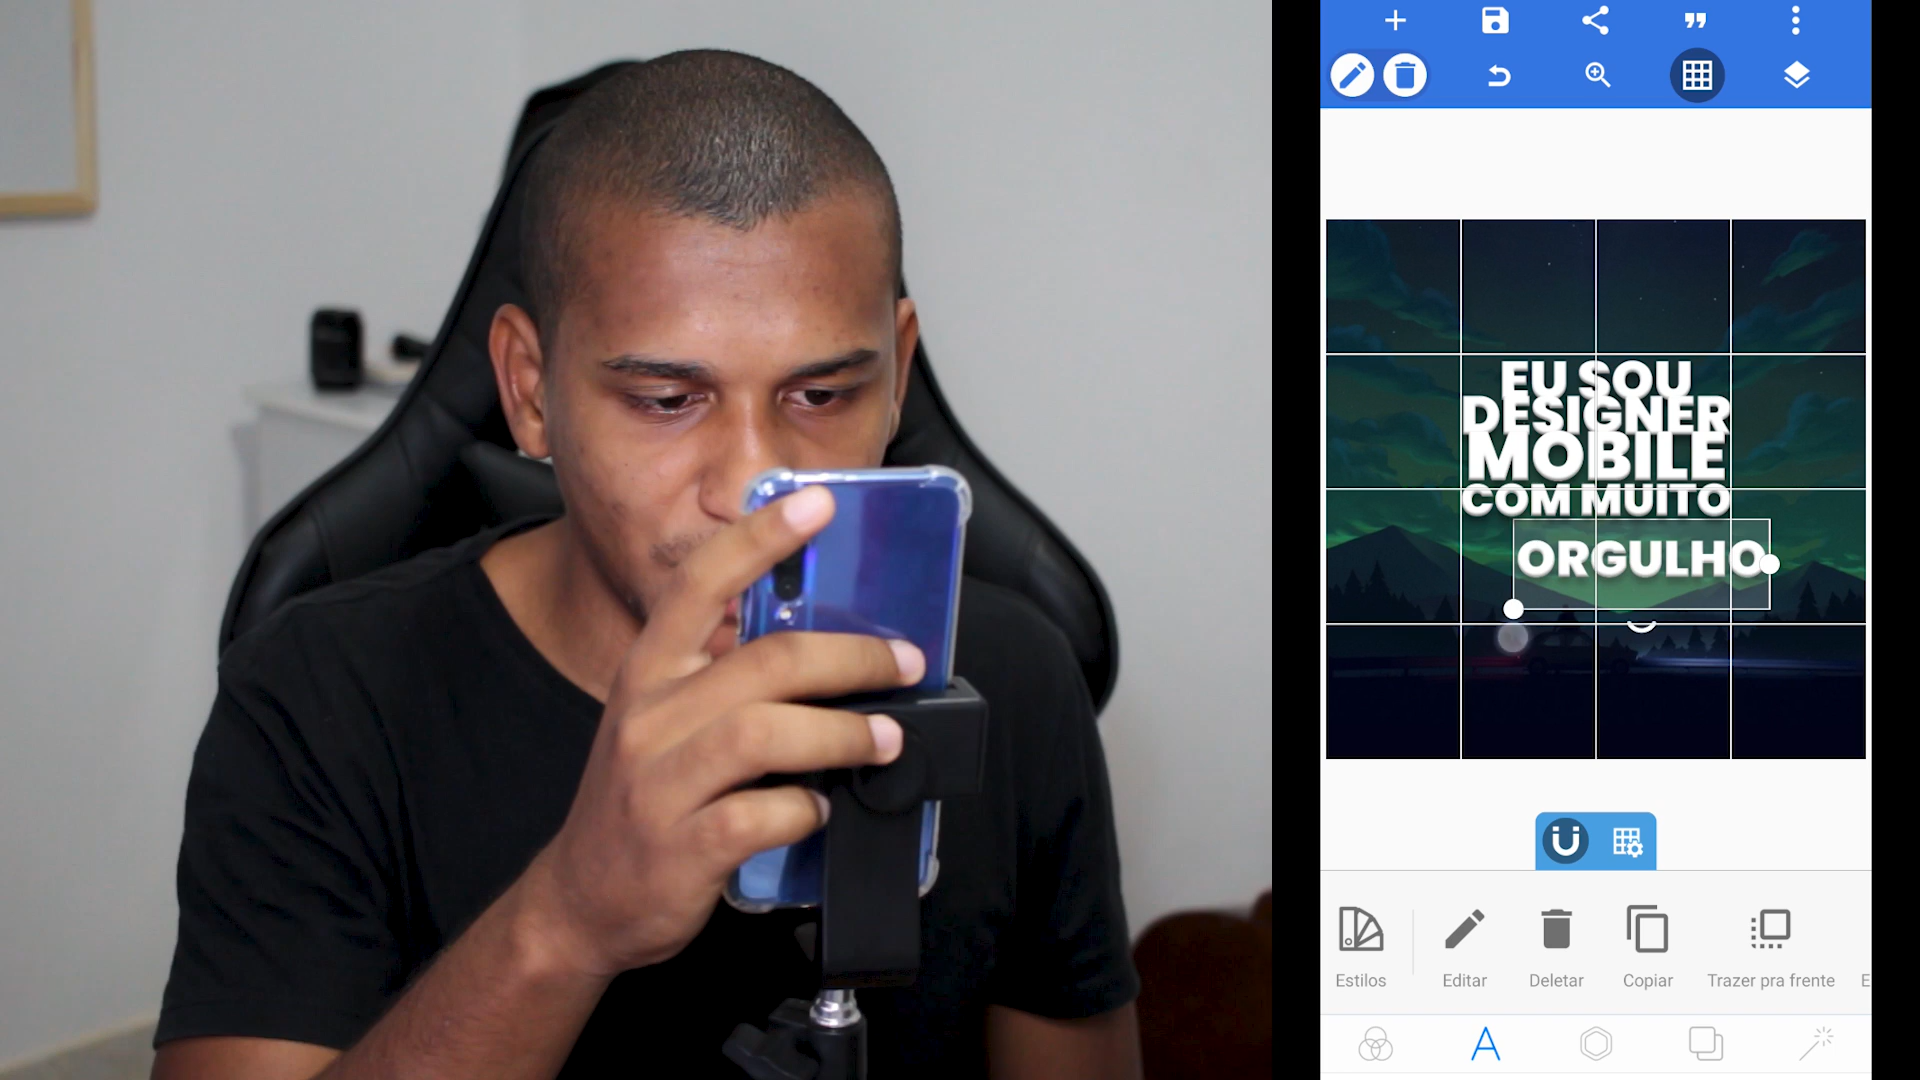 EU SOU
DESIGNER
MOBILE
COM MUITO
ORGULHO
Estilos
Editar
Deletar
Copiar
Trazer pra frente
E